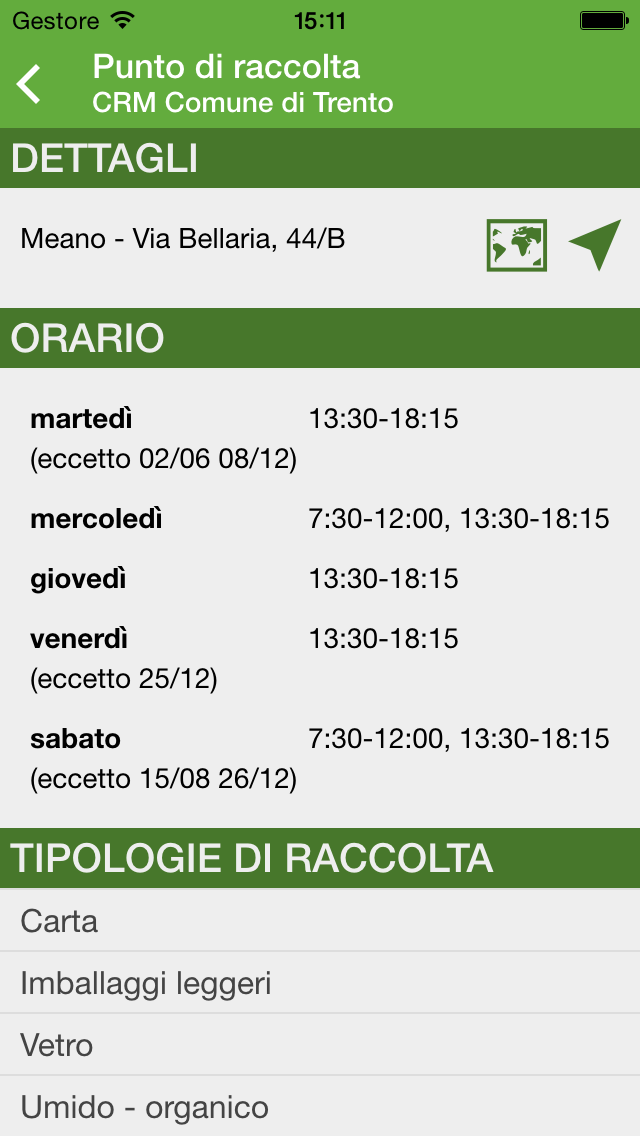 Gestore 15:11
Punto di raccolta
CRM Comune di Trento
DETTAGLI
Meano - Via Bellaria, 44/B
ORARIO
martedì 13:30-18:15
(eccetto 02/06 08/12)
mercoledì 7:30-12:00, 13:30-18:15
giovedì 13:30-18:15
venerdì 13:30-18:15
(eccetto 25/12)
sabato 7:30-12:00, 13:30-18:15
(eccetto 15/08 26/12)
TIPOLOGIE DI RACCOLTA
Carta
Imballaggi leggeri
Vetro
Umido - organico